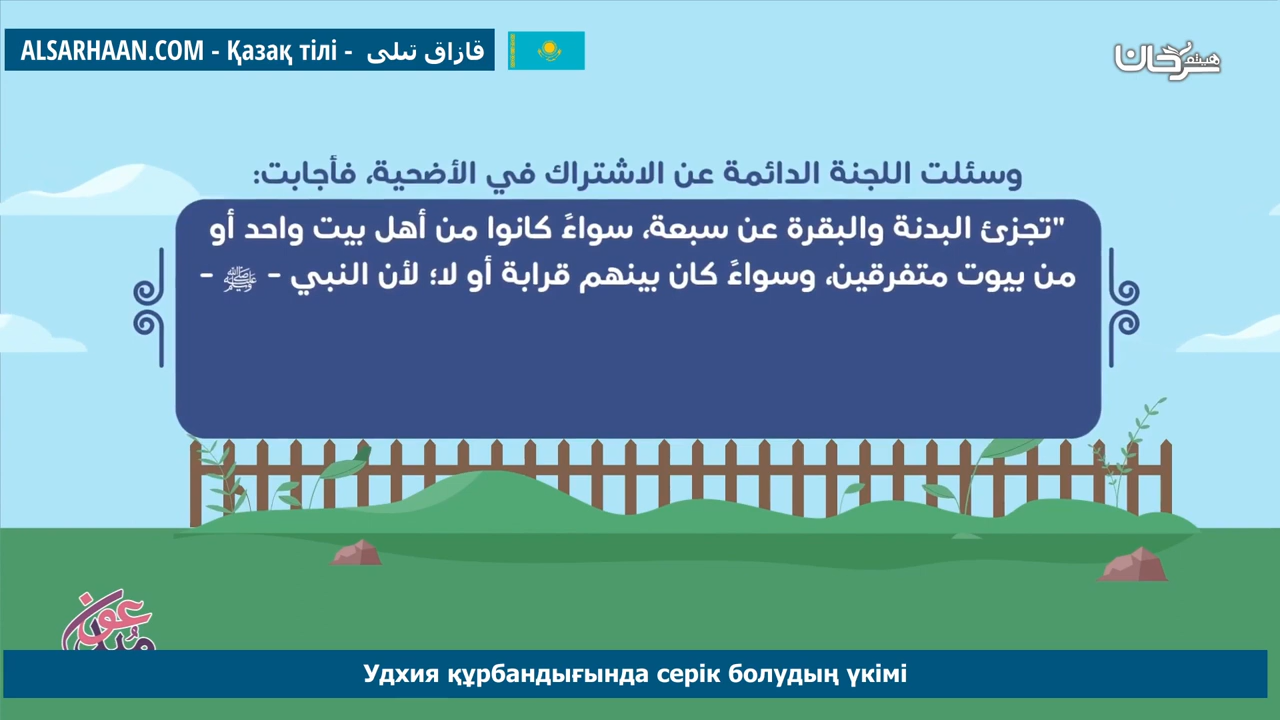 ALSARHAAN.COM - Қазақ тілі - قازاق تىلى
هيثم سرحان
وسئلت اللجنة الدائمة عن الاشتراك في الأضحية، فأجابت:
"تجزئ البدنة والبقرة عن سبعة، سواءً كانوا من أهل بيت واحد أو
من بيوت متفرقين، وسواءً كان بينهم قرابة أو لا؛ لأن النبي - ﷺ -
Удхия құрбандығында серік болудың үкімі